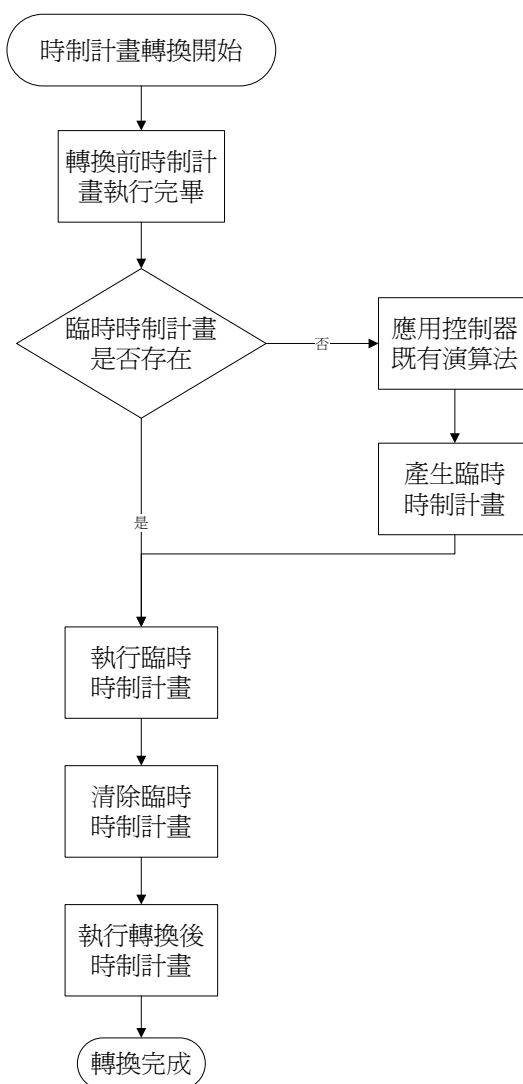 時制計畫轉換開始
轉換前時制計
畫執行完畢
臨時時制計畫
是否存在
否
應用控制器
既有演算法
產生臨時
時制計畫
是
執行臨時
時制計畫
清除臨時
時制計畫
執行轉換後
時制計畫
轉換完成